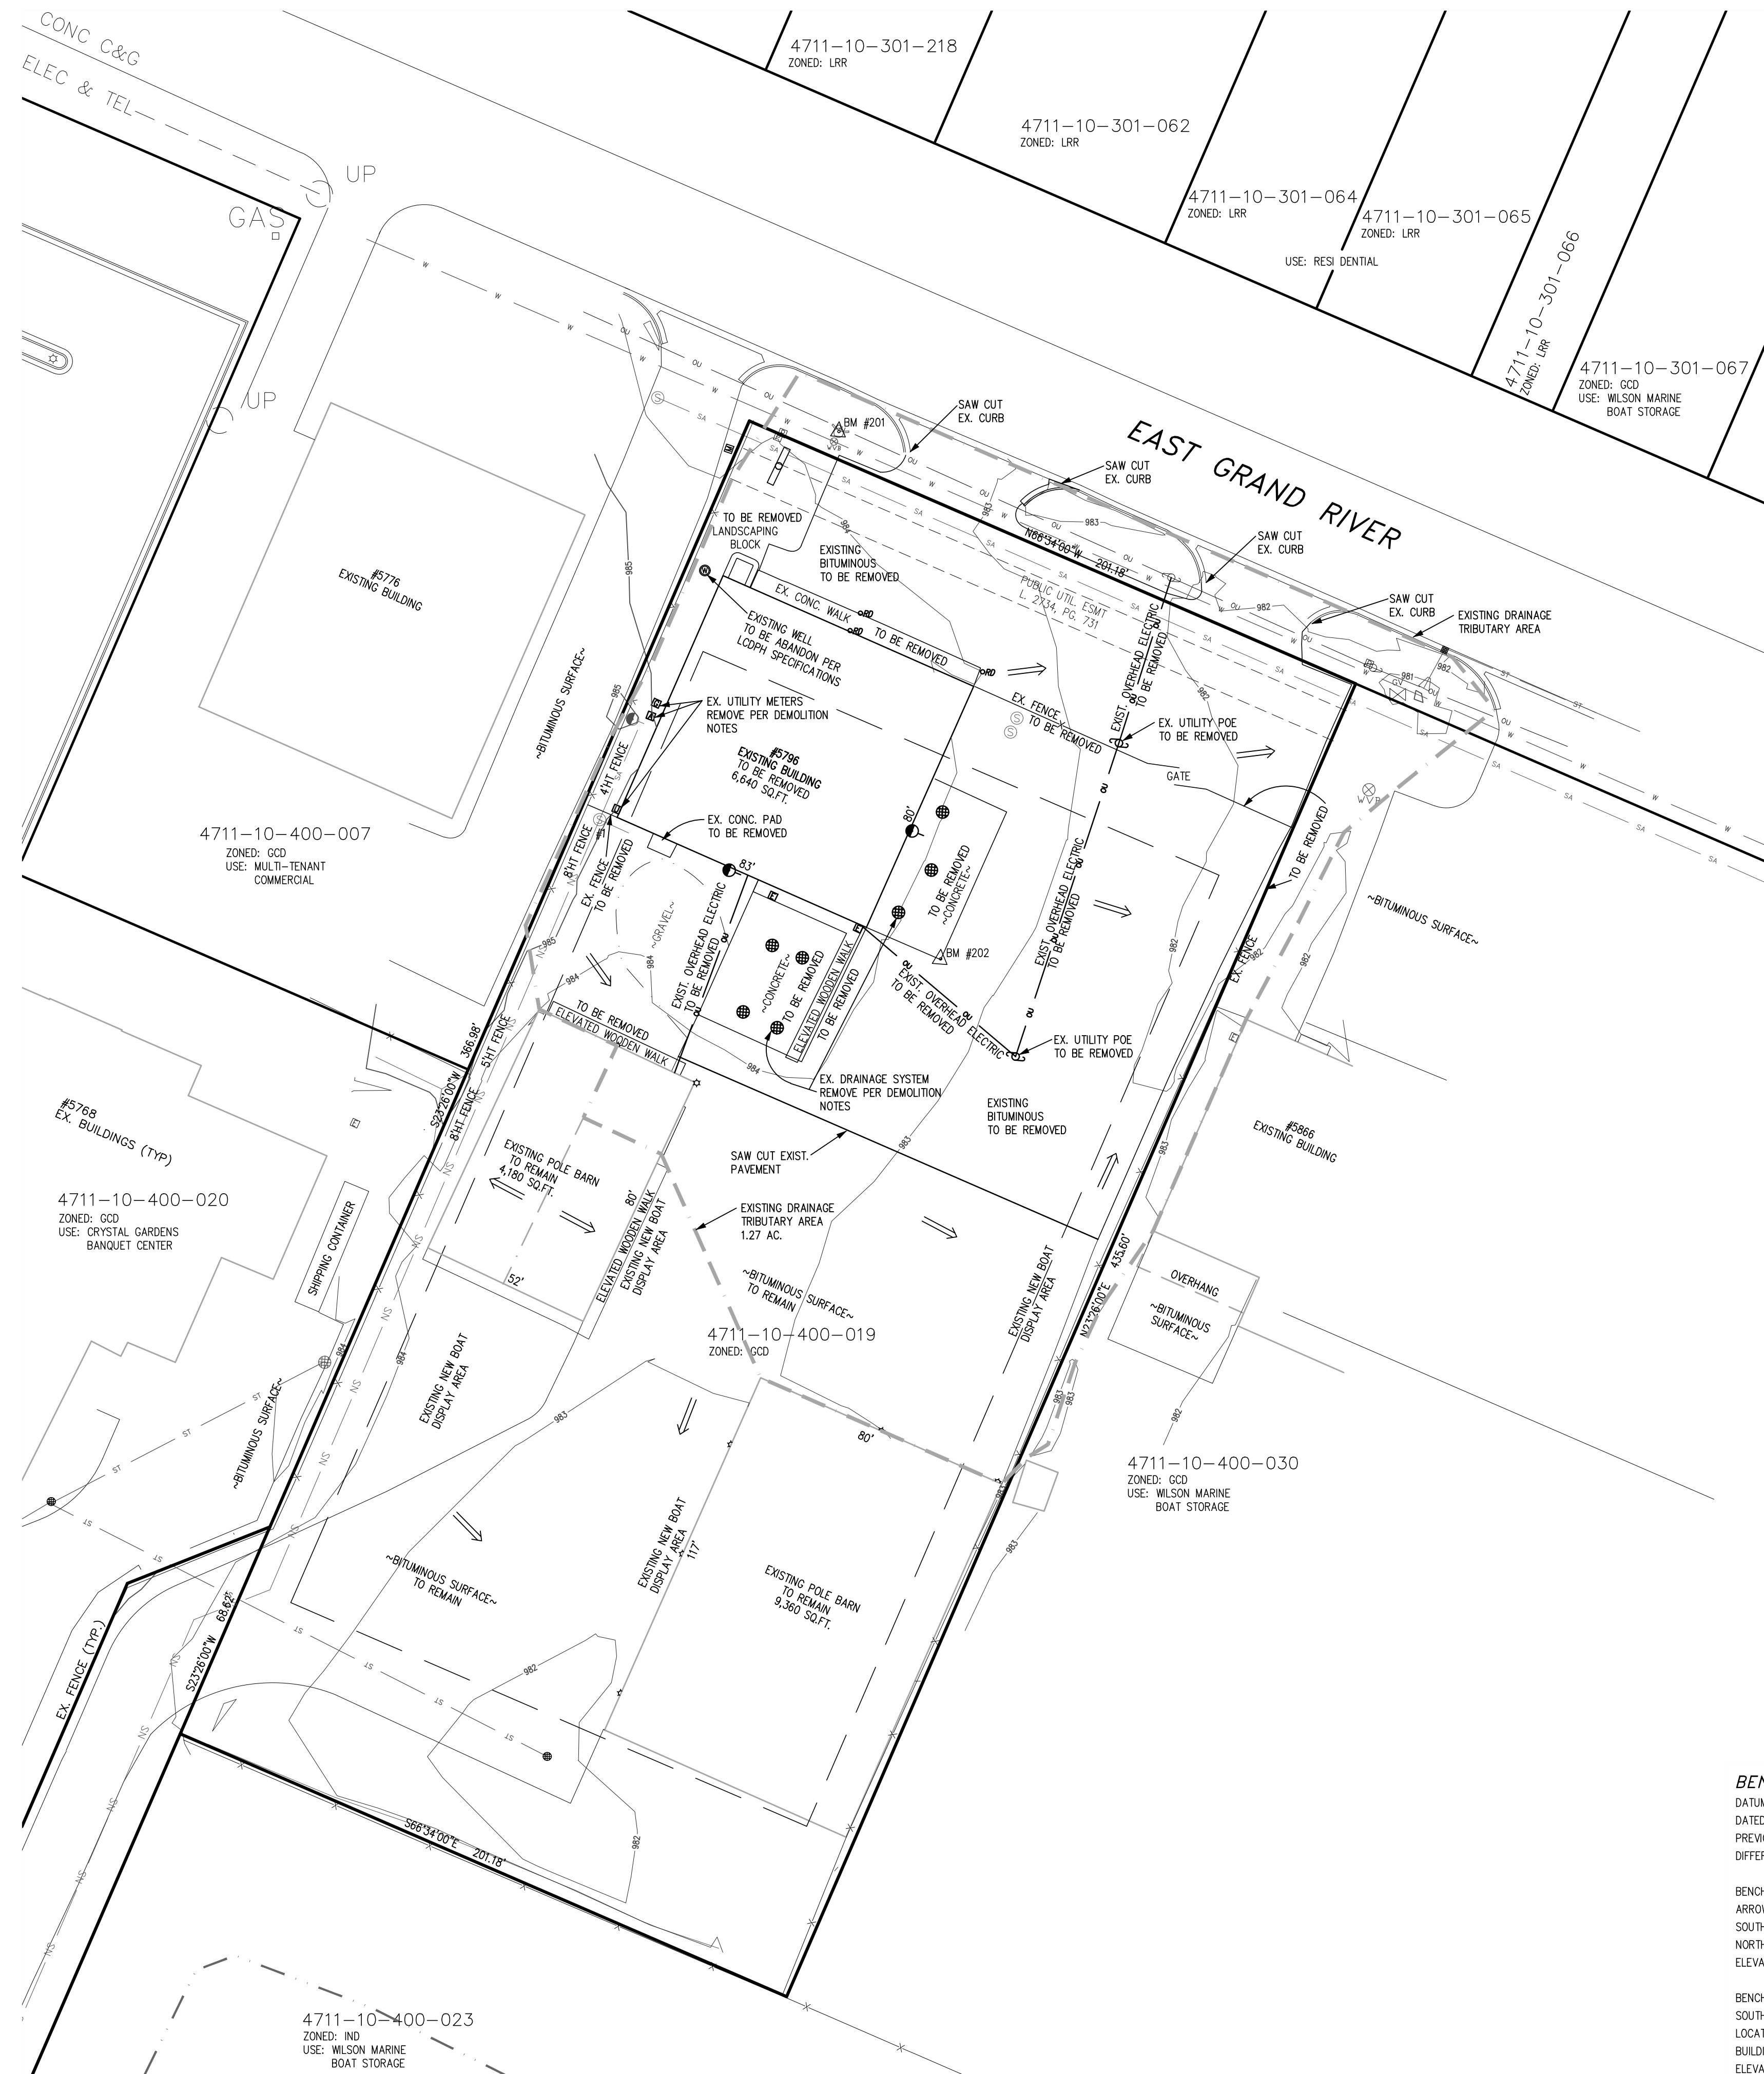 CONC C&G
ELEC & TEL
UP
GAS
UP
4711-10-301-218
ZONED: LRR
4711-10-301-062
ZONED: LRR
4711-10-301-064
ZONED: LRR
4711-10-301-065
ZONED: LRR
USE: RESI DENTIAL
4711-10-301-066
ZONED: LRR
4711-10-301-067
ZONED: GCD
USE: WILSON MARINE
BOAT STORAGE
EAST GRAND RIVER
BM #201
SAW CUT
EX. CURB
SAW CUT
EX. CURB
SAW CUT
EX. CURB
SAW CUT
EX. CURB
EXISTING DRAINAGE
TRIBUTARY AREA
N66°34'00"W
201.18'
PUBLIC UTIL. ESMT
L. 2734, PG. 731
#5776
EXISTING BUILDING
~BITUMINOUS SURFACE~
TO BE REMOVED
LANDSCAPING
BLOCK
EXISTING
BITUMINOUS
TO BE REMOVED
EX. CONC. WALK
TO BE REMOVED
RD
RD
RD
EXISTING WELL
TO BE ABANDON PER
LCDPH SPECIFICATIONS
EX. UTILITY METERS
REMOVE PER DEMOLITION
NOTES
#5796
EXISTING BUILDING
TO BE REMOVED
6,640 SQ.FT.
EX. FENCE
TO BE REMOVED
EXIST. OVERHEAD ELECTRIC
TO BE REMOVED
EX. UTILITY POE
TO BE REMOVED
GATE
WVB
GV
TO BE REMOVED
4711-10-400-007
ZONED: GCD
USE: MULTI-TENANT
COMMERCIAL
4'HT FENCE
8'HT FENCE
EX. FENCE
TO BE REMOVED
EX. CONC. PAD
TO BE REMOVED
83'
80'
TO BE REMOVED
~CONCRETE~
BM #202
~GRAVEL~
EXIST. OVERHEAD ELECTRIC
TO BE REMOVED
~CONCRETE~
TO BE REMOVED
ELEVATED WOODEN WALK
TO BE REMOVED
EXIST. OVERHEAD ELECTRIC
TO BE REMOVED
EXIST. OVERHEAD ELECTRIC
TO BE REMOVED
EX. FENCE
~BITUMINOUS SURFACE~
TO BE REMOVED
ELEVATED WOODEN WALK
366.98'
S23°26'00"W
5'HT FENCE
8'HT FENCE
EX. DRAINAGE SYSTEM
REMOVE PER DEMOLITION
NOTES
EX. UTILITY POE
TO BE REMOVED
EXISTING
BITUMINOUS
TO BE REMOVED
SAW CUT EXIST.
PAVEMENT
#5866
EXISTING BUILDING
#5768
EX. BUILDINGS (TYP)
4711-10-400-020
ZONED: GCD
USE: CRYSTAL GARDENS
BANQUET CENTER
SHIPPING CONTAINER
EXISTING POLE BARN
TO REMAIN
4,180 SQ.FT.
80'
52'
ELEVATED WOODEN WALK
EXISTING NEW BOAT
DISPLAY AREA
EXISTING DRAINAGE
TRIBUTARY AREA
1.27 AC.
~BITUMINOUS SURFACE~
TO REMAIN
4711-10-400-019
ZONED: GCD
EXISTING NEW BOAT
DISPLAY AREA
N23°26'00"E
435.60'
OVERHANG
~BITUMINOUS
SURFACE~
4711-10-400-030
ZONED: GCD
USE: WILSON MARINE
BOAT STORAGE
EXISTING NEW BOAT
DISPLAY AREA
~BITUMINOUS SURFACE~
80'
EXISTING NEW BOAT
DISPLAY AREA
117'
~BITUMINOUS SURFACE~
TO REMAIN
EXISTING POLE BARN
TO REMAIN
9,360 SQ.FT.
EX. FENCE (TYP.)
S23°26'00"W
68.62'
S66°34'00"E
201.18'
4711-10-400-023
ZONED: IND
USE: WILSON MARINE
BOAT STORAGE
BEN
DATUM
DATED
PREVI
DIFFER
BENCH
ARROW
SOUTH
NORTH
ELEVA
BENCH
SOUTH
LOCAT
BUILDI
ELEVA